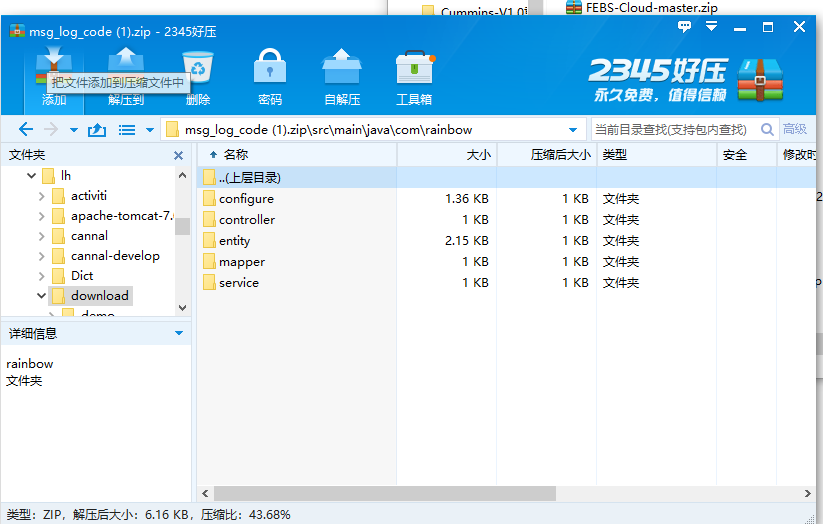 Cummins-V1.0
FEBS-Cloud-master.zip
msg_log_code (1).zip - 2345好压
把文件添加到压缩文件中
添加
解压到
删除
密码
自解压
工具箱
2345好压
永久免费，值得信赖
msg_log_code (1).zip\src\main\java\com\rainbow
当前目录查找(支持包内查找)
高级
文件夹
名称
大小
压缩后大小
类型
安全
修改时
lh
activiti
apache-tomcat-7.
cannal
cannal-develop
Dict
download
demo
..(上层目录)
configure 1.36 KB 1 KB 文件夹
controller 1 KB 1 KB 文件夹
entity 2.15 KB 1 KB 文件夹
mapper 1 KB 1 KB 文件夹
service 1 KB 1 KB 文件夹
详细信息
rainbow
文件夹
类型：ZIP，解压后大小：6.16 KB，压缩比：43.68%